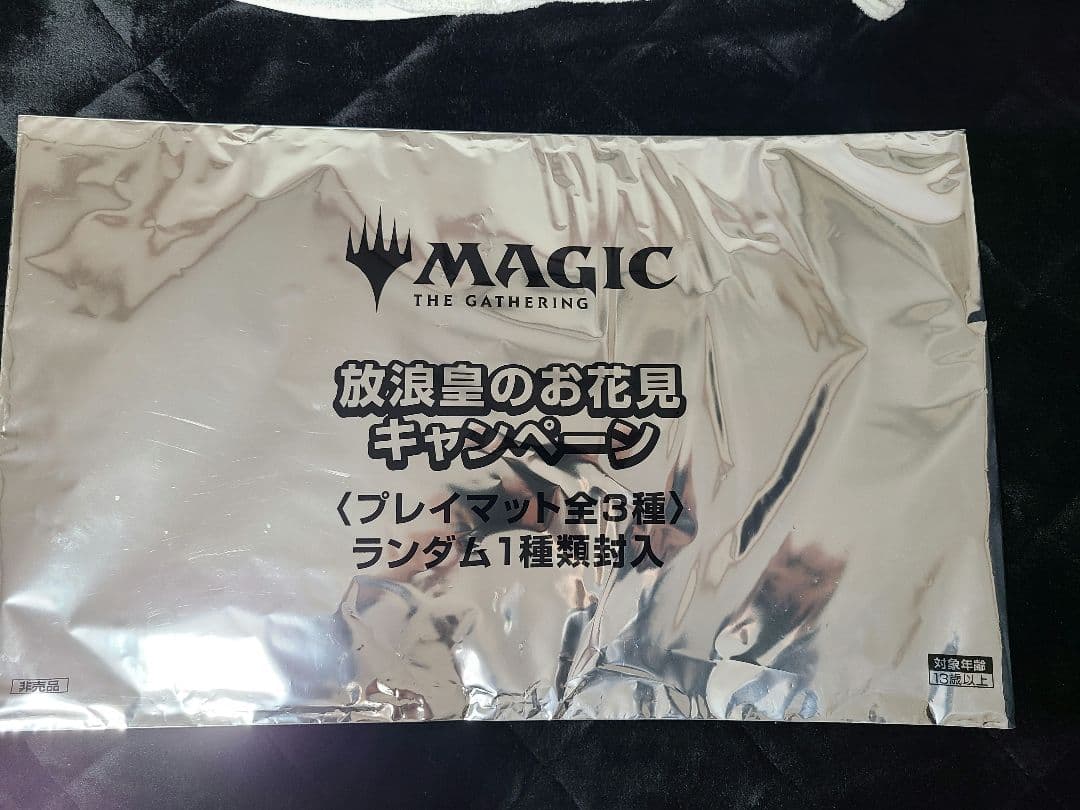 MAGIC
THE GATHERING
放浪皇のお花見
キャンペーン
〈プレイマット全3種〉
ランダム1種類封入
非売品
対象年齢
13歳以上